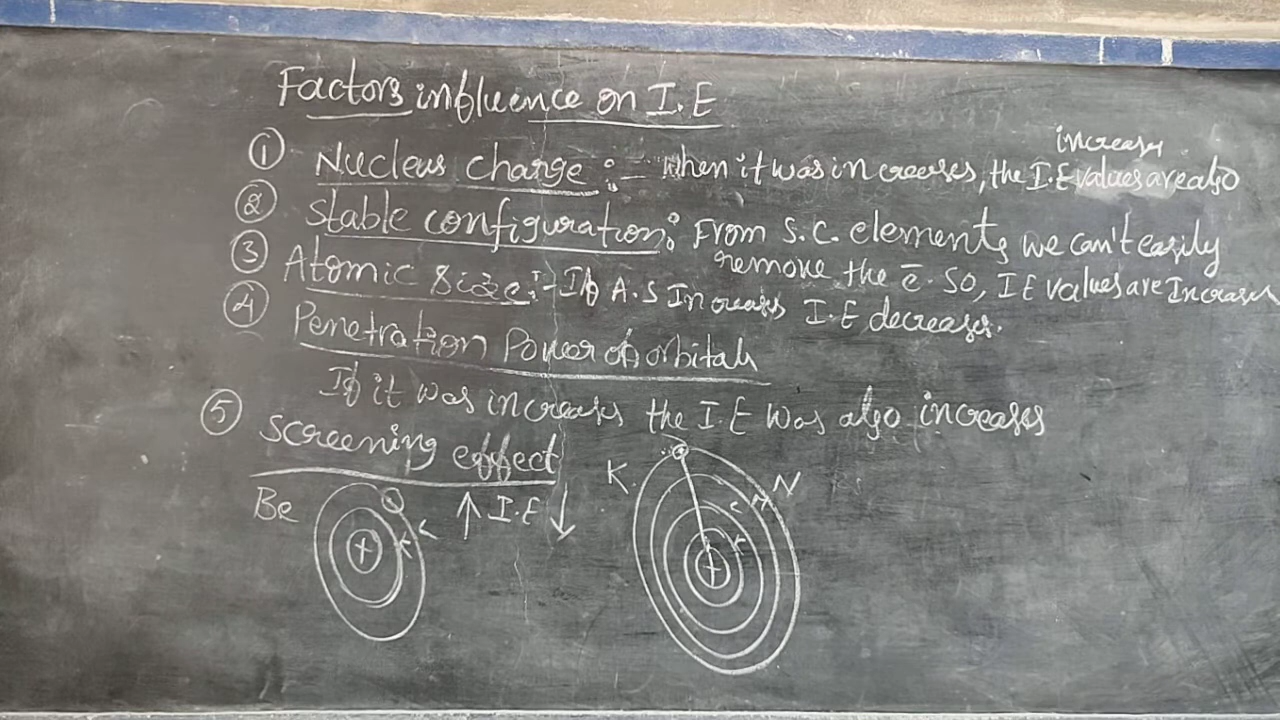 Factors influence on I.E
① Nucleus charge :- When it was increases, the I.E values are also increases
② Stable configuration: From S.C. elements we can't easily
remove the e̅. So, I E values are Increases
③ Atomic Size:- If A.S Increases I.E decreases.
④ Penetration Power of orbitals
If it was increases the I.E was also increases
⑤ Screening effect
Be + K L ↑ I.E ↓ K + K L M N